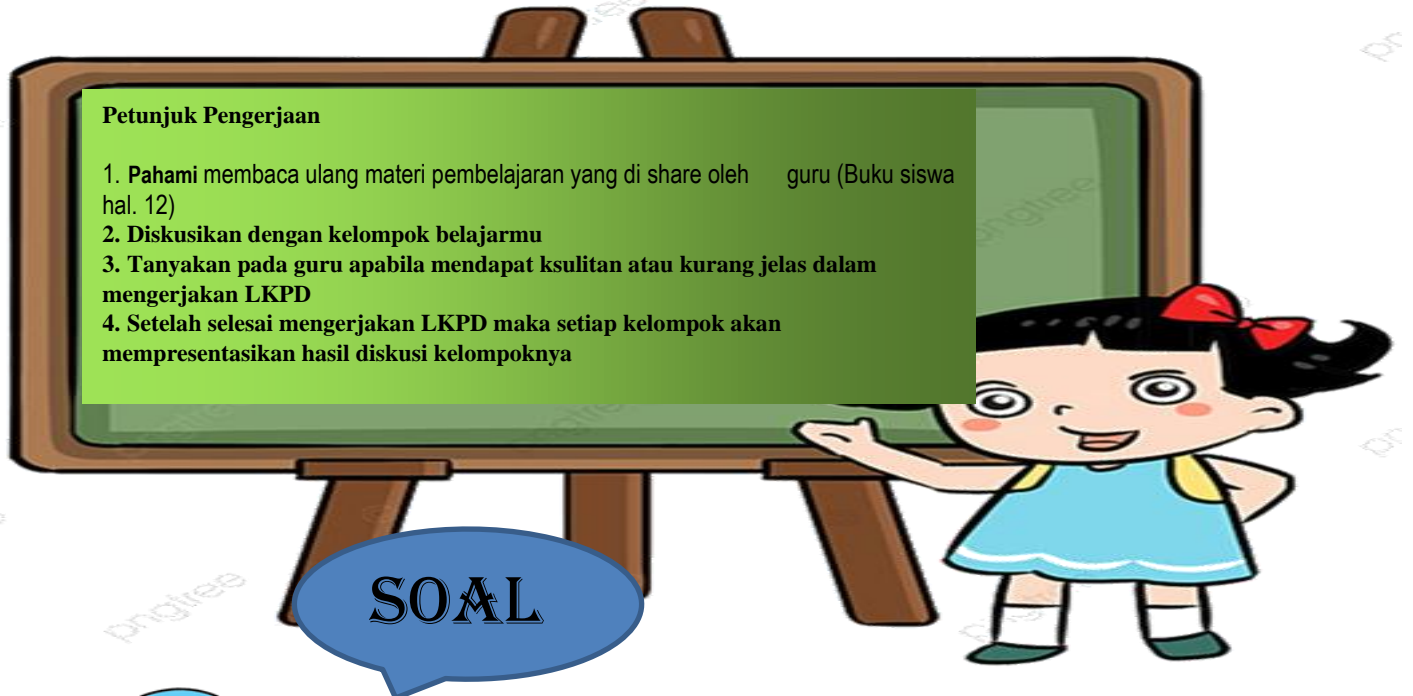 Petunjuk Pengerjaan
1. Pahami membaca ulang materi pembelajaran yang di share oleh guru (Buku siswa
hal. 12)
2. Diskusikan dengan kelompok belajarmu
3. Tanyakan pada guru apabila mendapat ksulitan atau kurang jelas dalam
mengerjakan LKPD
4. Setelah selesai mengerjakan LKPD maka setiap kelompok akan
mempresentasikan hasil diskusi kelompoknya
SOAL
pngtree